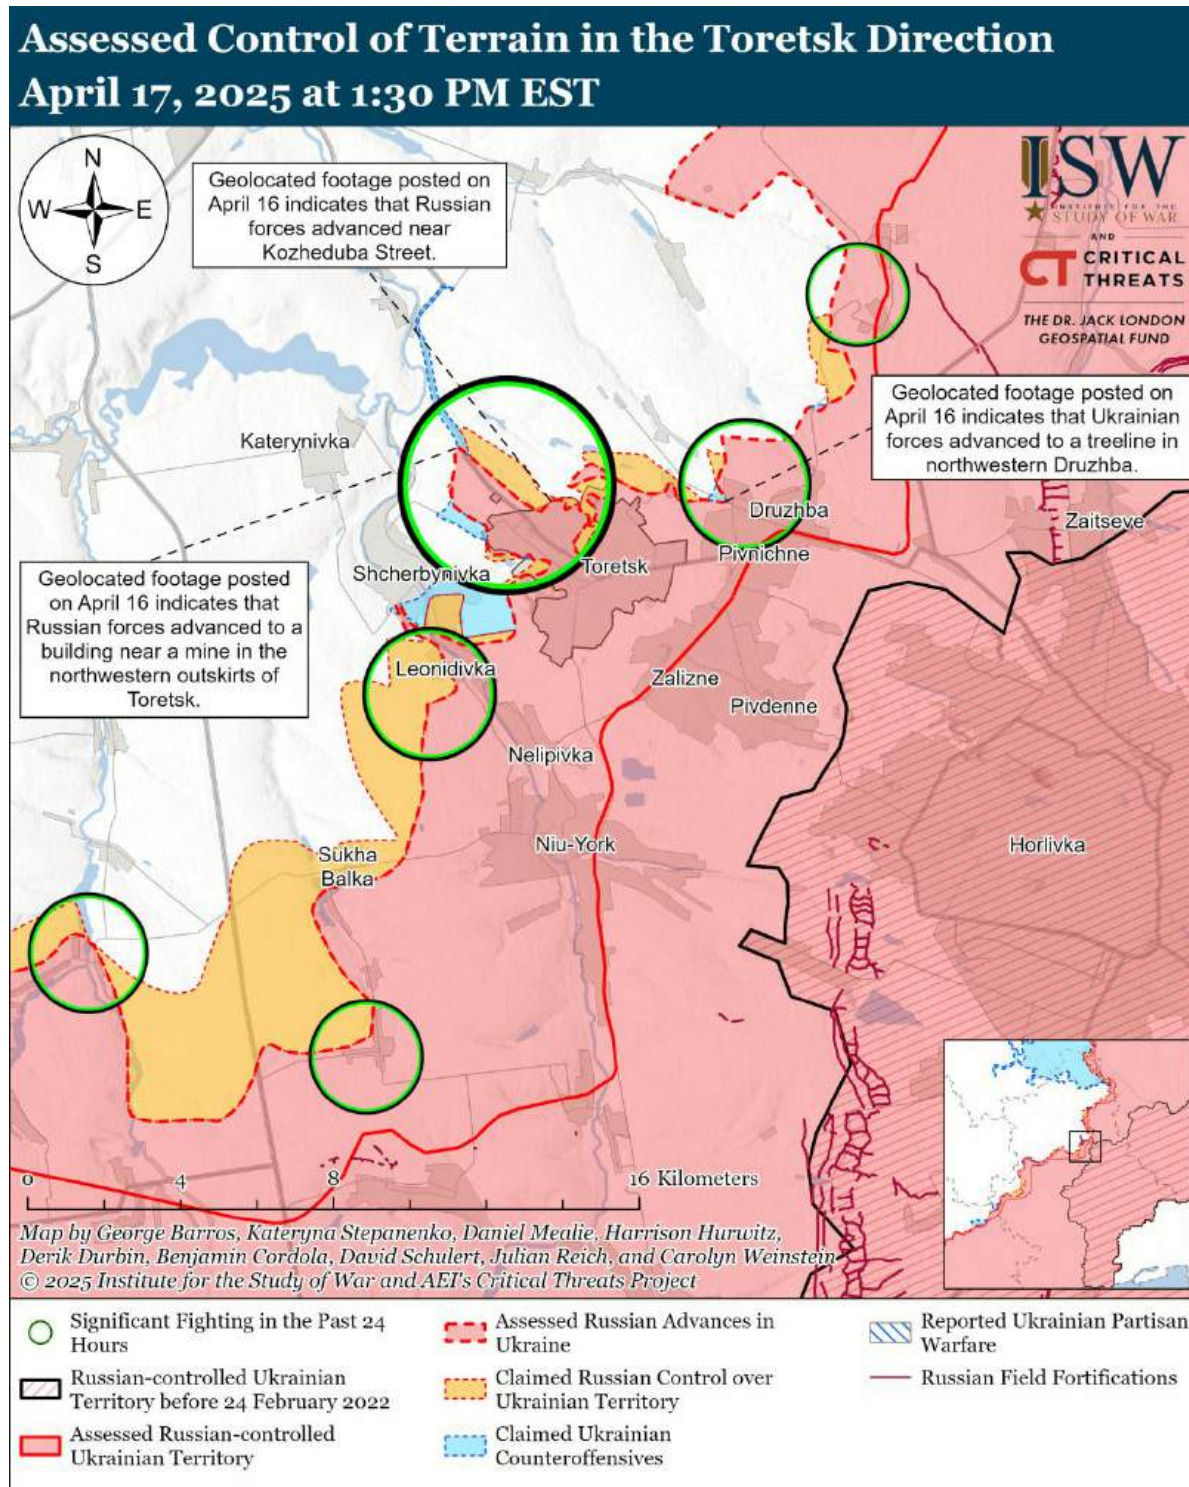 Assessed Control of Terrain in the Toretsk Direction
April 17, 2025 at 1:30 PM EST
N
W
E
S
Geolocated footage posted on
April 16 indicates that Russian
forces advanced near
Kozheduba Street.
ISW
INSTITUTE FOR THE
STUDY OF WAR
AND
CT CRITICAL
THREATS
THE DR. JACK LONDON
GEOSPATIAL FUND
Geolocated footage posted on
April 16 indicates that Ukrainian
forces advanced to a treeline in
northwestern Druzhba.
Katerynivka
Druzhba
Zaitseve
Pivnichne
Toretsk
Shcherbynivka
Geolocated footage posted
on April 16 indicates that
Russian forces advanced to a
building near a mine in the
northwestern outskirts of
Toretsk.
Leonidivka
Zalizne
Pivdenne
Nelipivka
Niu-York
Horlivka
Sukha
Balka
0
4
8
16 Kilometers
Map by George Barros, Kateryna Stepanenko, Daniel Mealie, Harrison Hurwitz,
Derik Durbin, Benjamin Cordola, David Schulert, Julian Reich, and Carolyn Weinstein
© 2025 Institute for the Study of War and AEI's Critical Threats Project
Significant Fighting in the Past 24
Hours
Russian-controlled Ukrainian
Territory before 24 February 2022
Assessed Russian-controlled
Ukrainian Territory
Assessed Russian Advances in
Ukraine
Claimed Russian Control over
Ukrainian Territory
Claimed Ukrainian
Counteroffensives
Reported Ukrainian Partisan
Warfare
Russian Field Fortifications